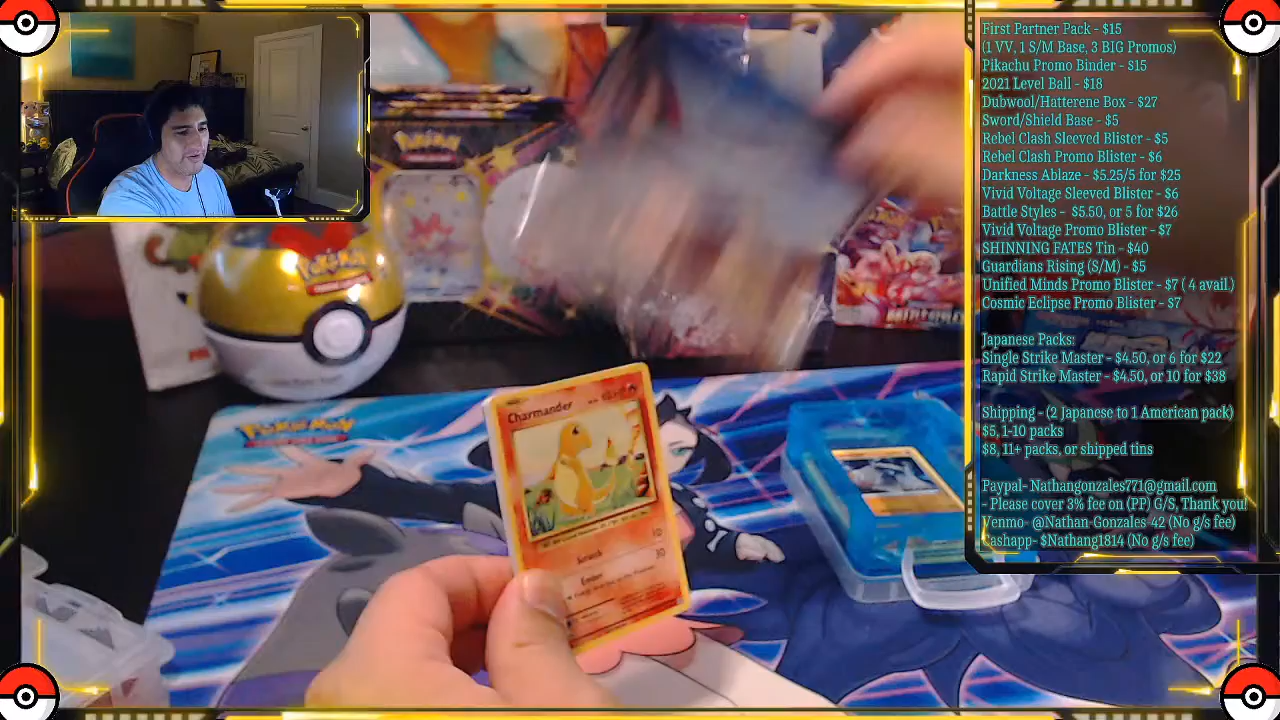 First Partner Pack - $15
(1 VV, 1 S/M Base, 3 BIG Promos)
Pikachu Promo Binder - $15
2021 Level Ball - $18
Dubwool/Hatterene Box - $27
Sword/Shield Base - $5
Rebel Clash Sleeved Blister - $5
Rebel Clash Promo Blister - $6
Darkness Ablaze - $5.25/5 for $25
Vivid Voltage Sleeved Blister - $6
Battle Styles - $5.50, or 5 for $26
Vivid Voltage Promo Blister - $7
SHINNING FATES Tin - $40
Guardians Rising (S/M) - $5
Unified Minds Promo Blister - $7 ( 4 avail.)
Cosmic Eclipse Promo Blister - $7
Japanese Packs:
Single Strike Master - $4.50, or 6 for $22
Rapid Strike Master - $4.50, or 10 for $38
Shipping - (2 Japanese to 1 American pack)
$5, 1-10 packs
$8, 11+ packs, or shipped tins
Paypal- Nathangonzales771@gmail.com
- Please cover 3% fee on (PP) G/S, Thank you!
Venmo- @Nathan-Gonzales-42 (No g/s fee)
Cashapp- $Nathang1814 (No g/s fee)
Pokémon
Pokémon
Pokémon
Charmander
Scratch 10
Ember 30